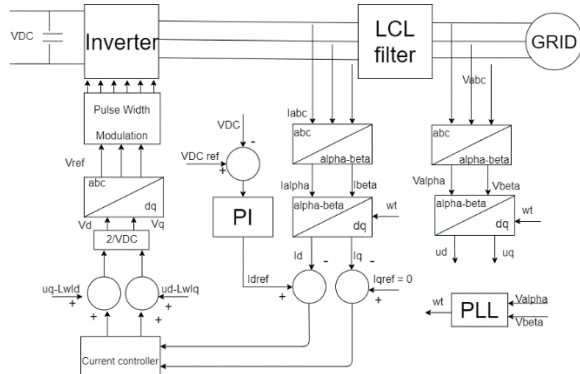 VDC
Inverter
LCL
filter
GRID
Vabc
Iabc
Pulse Width
Modulation
VDC
-
VDC ref
+
abc
alpha-beta
abc
alpha-beta
Vref
Ialpha
Ibeta
Valpha
Vbeta
abc
dq
PI
alpha-beta
dq
wt
alpha-beta
dq
wt
Vd
Vq
2/VDC
Id
-
Iq
-
ud
uq
Idref
+
Iqref = 0
+
uq-LwId
+
+
ud-LwIq
+
+
wt
PLL
Valpha
Vbeta
Current controller